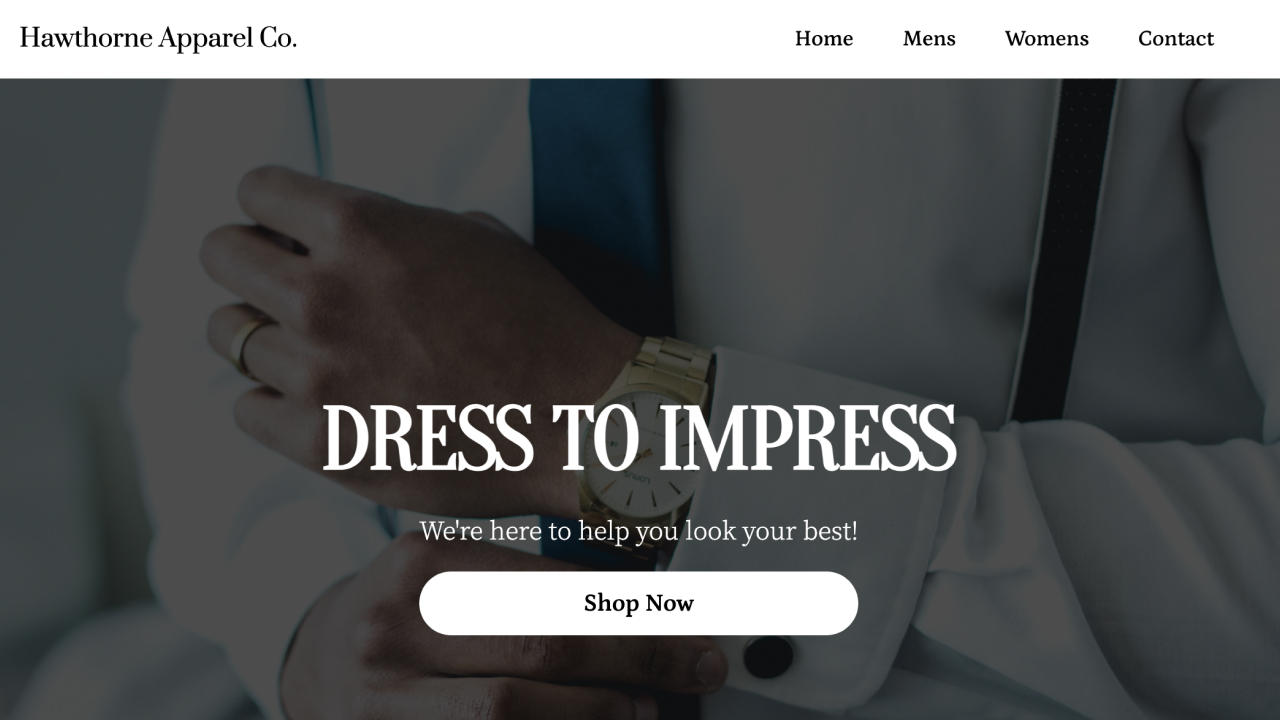 Hawthorne Apparel Co.
Home Mens Womens Contact
DRESS TO IMPRESS
We're here to help you look your best!
Shop Now
LORUS